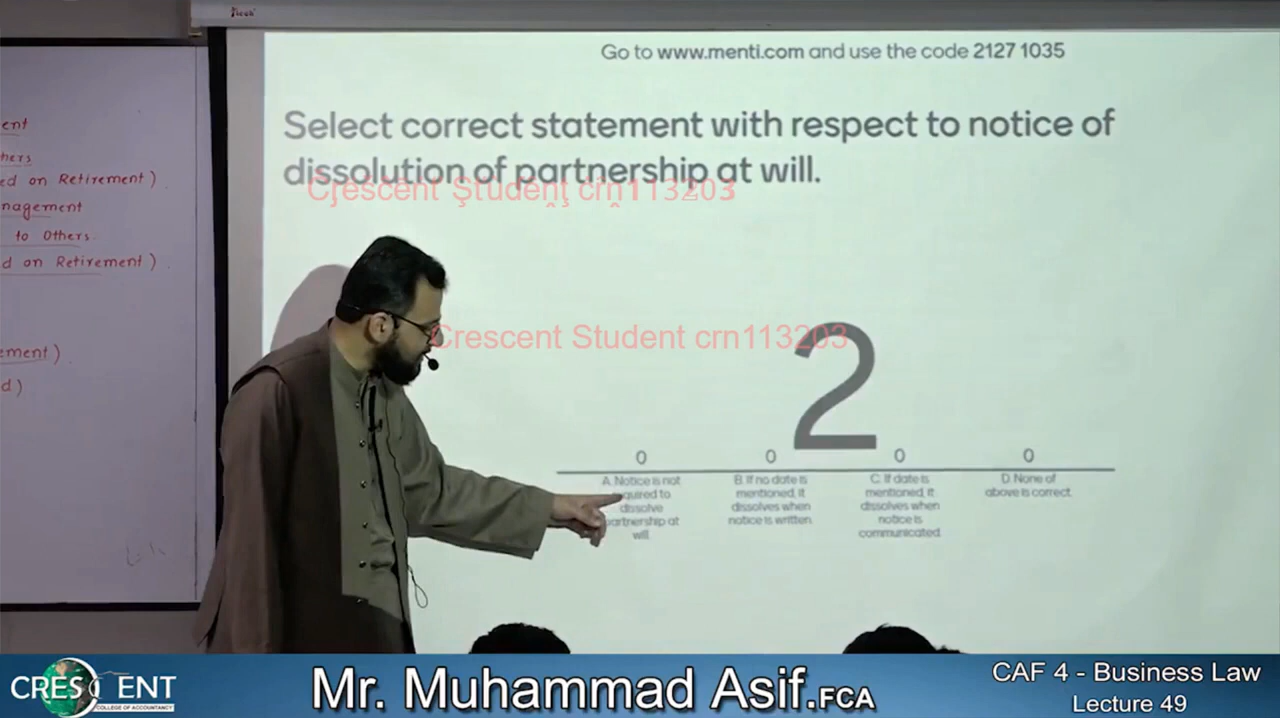 Go to www.menti.com and use the code 2127 1035
Select correct statement with respect to notice of
dissolution of partnership at will.
Crescent Student crn113203
Crescent Student crn113203
ent
hers
ed on Retirement)
nagement
to Others
d on Retirement)
ement)
d)
2
0
0
0
0
A. Notice is not
quired to
dissolve
partnership at
will
B. If no date is
mentioned, it
dissolves when
notice is written.
C. If date is
mentioned, it
dissolves when
notice is
communicated.
D. None of
above is correct.
CRESCENT
COLLEGE OF ACCOUNTANCY
Mr. Muhammad Asif.FCA
CAF 4 - Business Law
Lecture 49